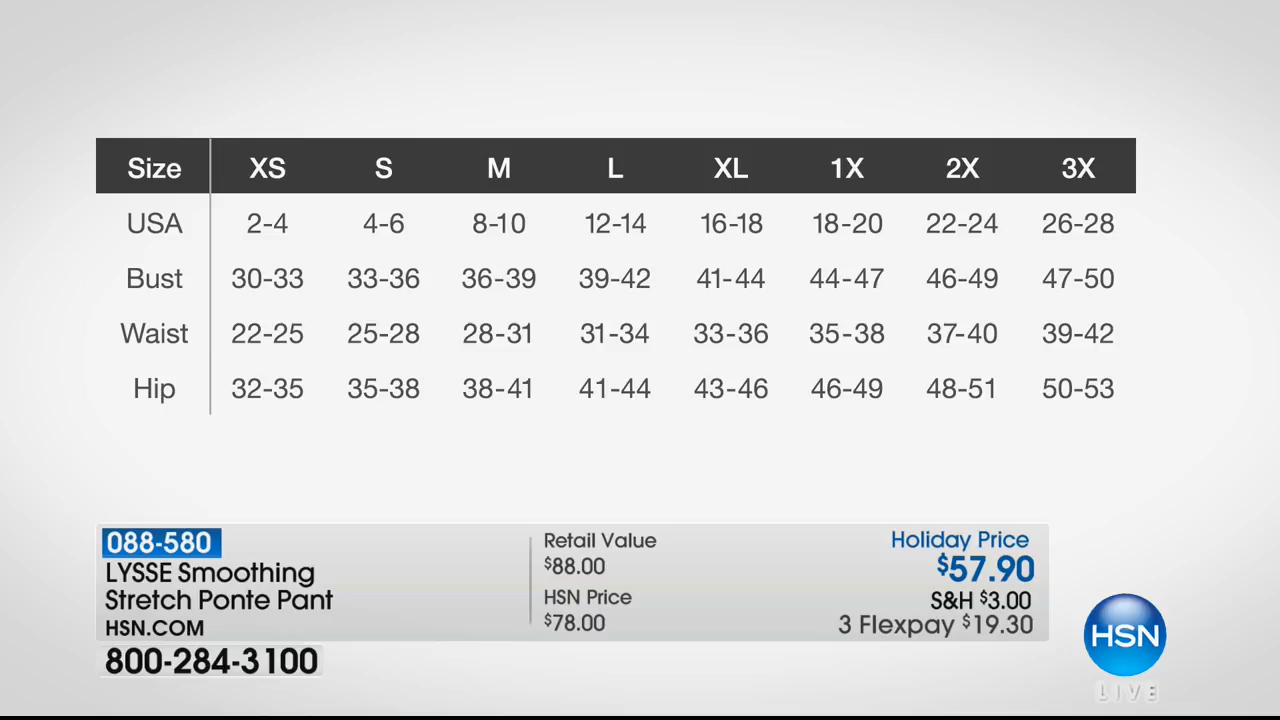 Size XS S M L XL 1X 2X 3X
USA 2-4 4-6 8-10 12-14 16-18 18-20 22-24 26-28
Bust 30-33 33-36 36-39 39-42 41-44 44-47 46-49 47-50
Waist 22-25 25-28 28-31 31-34 33-36 35-38 37-40 39-42
Hip 32-35 35-38 38-41 41-44 43-46 46-49 48-51 50-53
088-580
LYSSE Smoothing
Stretch Ponte Pant
HSN.COM
800-284-3100
Retail Value
$88.00
HSN Price
$78.00
Holiday Price
$57.90
S&H $3.00
3 Flexpay $19.30
HSN
LIVE